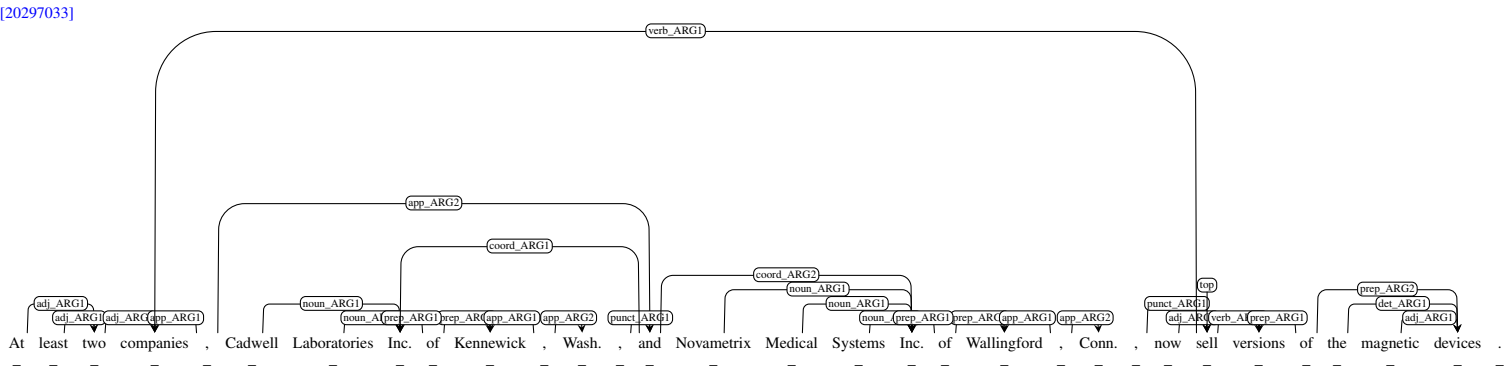 [20297033]
verb_ARG1
app_ARG2
coord_ARG1
coord_ARG2
top
noun_ARG1 prep_ARG2
adj_ARG1 noun_ARG1 noun_ARG1 punct_ARG1 det_ARG1
adj_ARG1 app_ARG1 prep_ARG1 app_ARG1 app_ARG2 punct_ARG1 prep_ARG1 app_ARG1 app_ARG2 prep_ARG1 adj_ARG1
At least two companies , Cadwell Laboratories Inc. of Kennewick , Wash. , and Novametrix Medical Systems Inc. of Wallingford , Conn. , now sell versions of the magnetic devices .
_ _ _ _ _ _ _ _ _ _ _ _ _ _ _ _ _ _ _ _ _ _ _ _ _ _ _ _ _ _ _ _